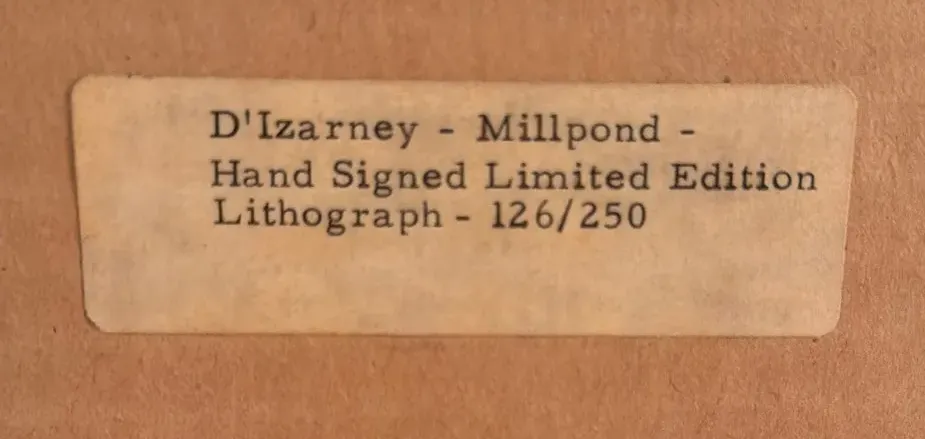 D'Izarney - Millpond -
Hand Signed Limited Edition
Lithograph - 126/250